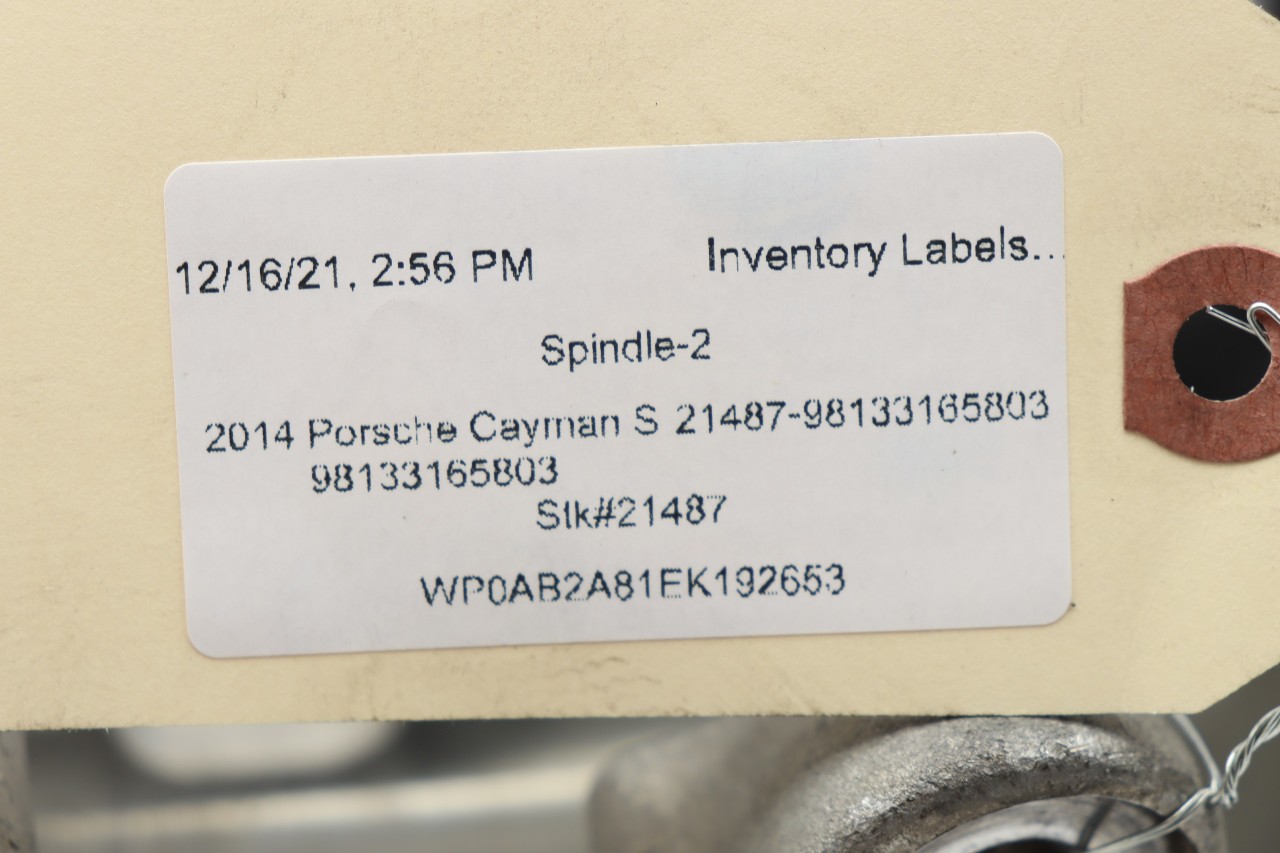 12/16/21, 2:56 PM Inventory Labels...
Spindle-2
2014 Porsche Cayman S 21487-98133165803
98133165803
Stk#21487
WP0AB2A81EK192653